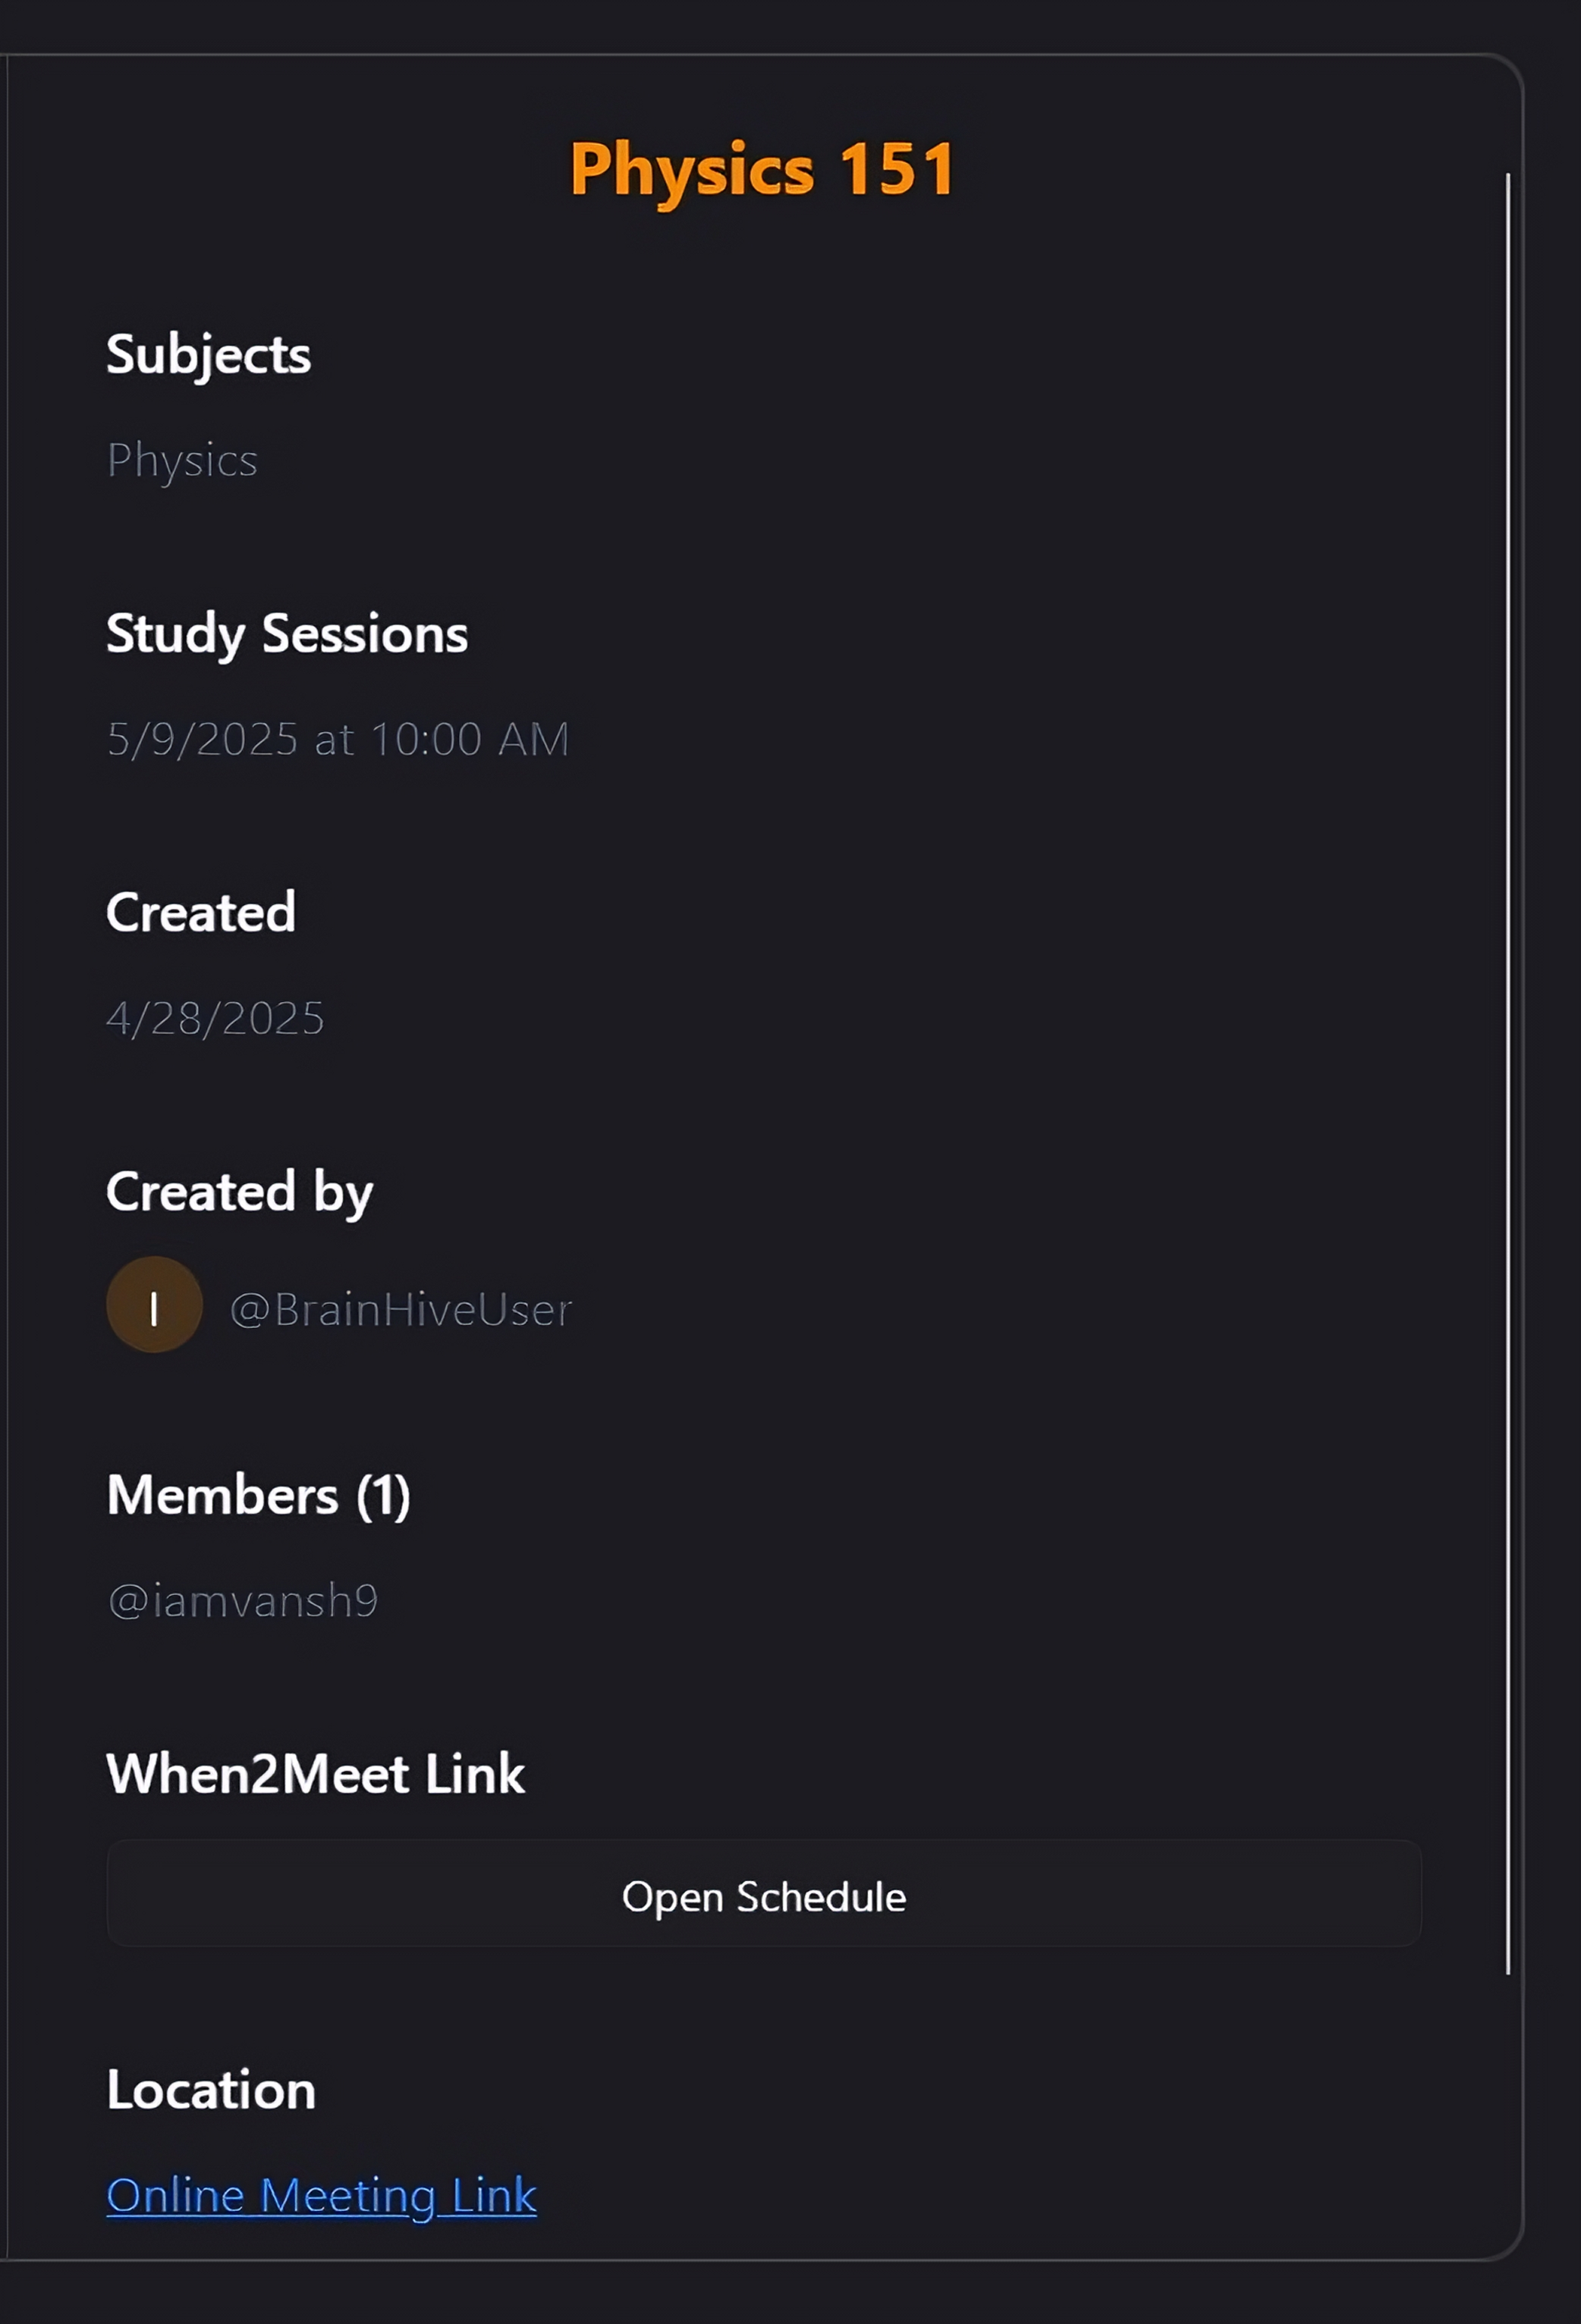 Physics 151
Subjects
Physics
Study Sessions
5/9/2025 at 10:00 AM
Created
4/28/2025
Created by
I
@BrainHiveUser
Members (1)
@iamvansh9
When2Meet Link
Open Schedule
Location
Online Meeting Link